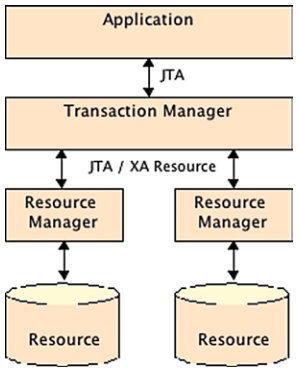 Application
JTA
Transaction Manager
JTA / XA Resource
Resource
Manager
Resource
Manager
Resource
Resource